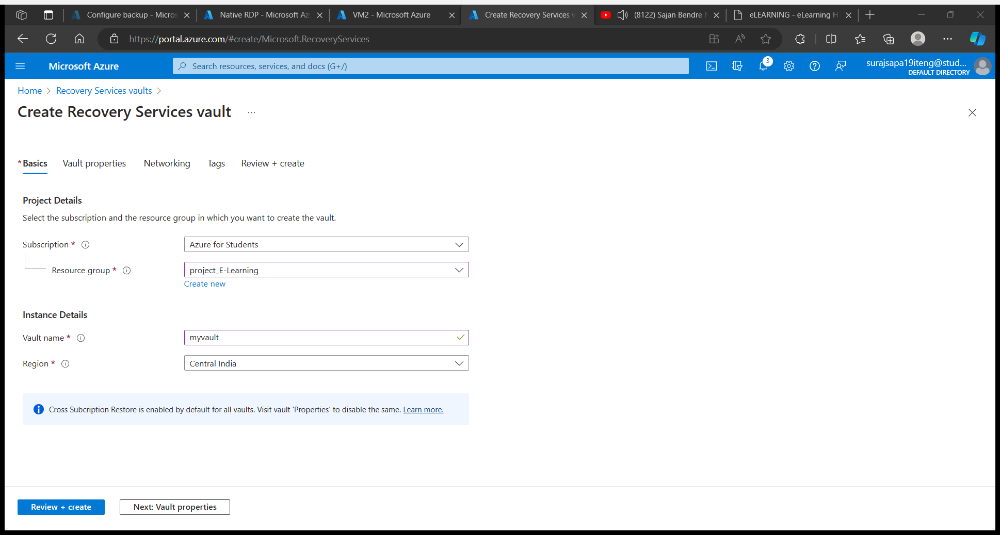 Configure backup - Micros
Native RDP - Microsoft Az
VM2 - Microsoft Azure
Create Recovery Services v
(8122) Sajan Bendre
eLEARNING - eLearning H
https://portal.azure.com/#create/Microsoft.RecoveryServices
Microsoft Azure
Search resources, services, and docs (G+/)
3
surajsapa19iteng@stud...
DEFAULT DIRECTORY
Home > Recovery Services vaults >
Create Recovery Services vault ...
* Basics
Vault properties
Networking
Tags
Review + create
Project Details
Select the subscription and the resource group in which you want to create the vault.
Subscription *
Azure for Students
Resource group *
project_E-Learning
Create new
Instance Details
Vault name *
myvault
Region *
Central India
Cross Subcription Restore is enabled by default for all vaults. Visit vault 'Properties' to disable the same. Learn more.
Review + create
Next: Vault properties